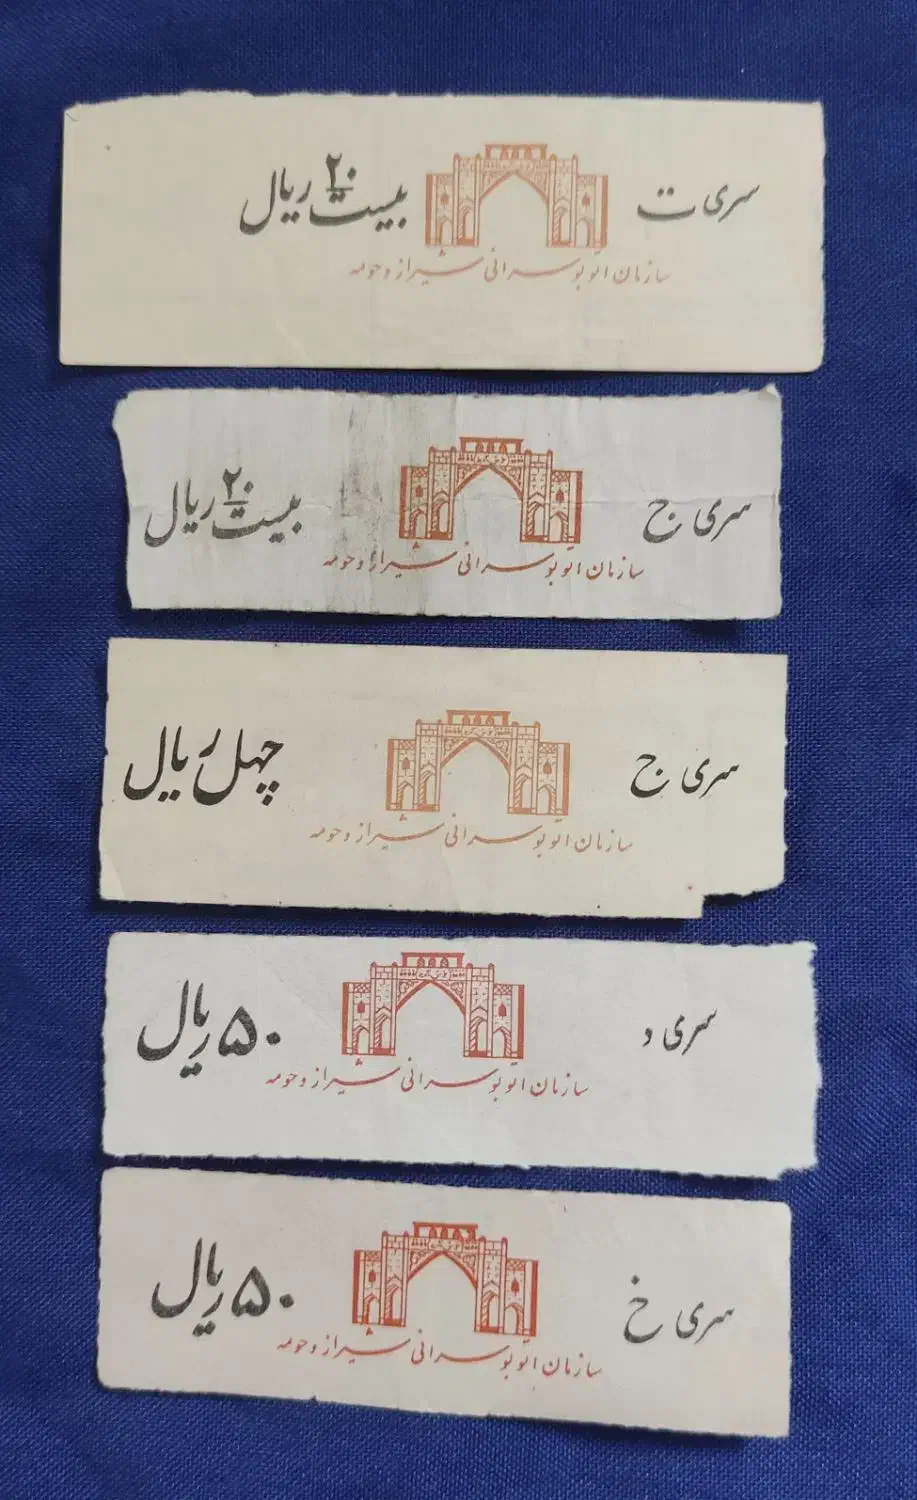 سری ت بیست ۲۰ ریال
سازمان اتوبوسرانی شیراز و حومه
سری ج بیست ۲۰ ریال
سازمان اتوبوسرانی شیراز و حومه
سری ج چهل ریال
سازمان اتوبوسرانی شیراز و حومه
سری د ۵۰ ریال
سازمان اتوبوسرانی شیراز و حومه
سری خ ۵۰ ریال
سازمان اتوبوسرانی شیراز و حومه